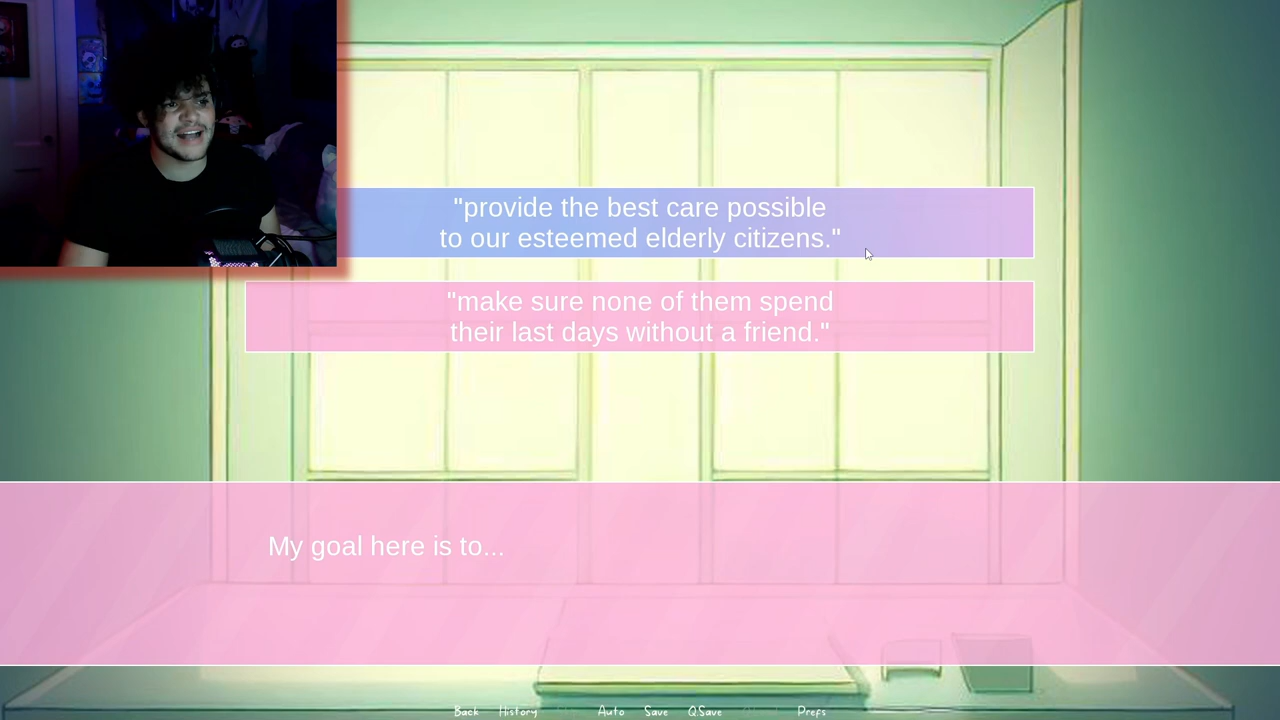 "provide the best care possible
to our esteemed elderly citizens."
"make sure none of them spend
their last days without a friend."
My goal here is to...
Back History Auto Save Q.Save Prefs